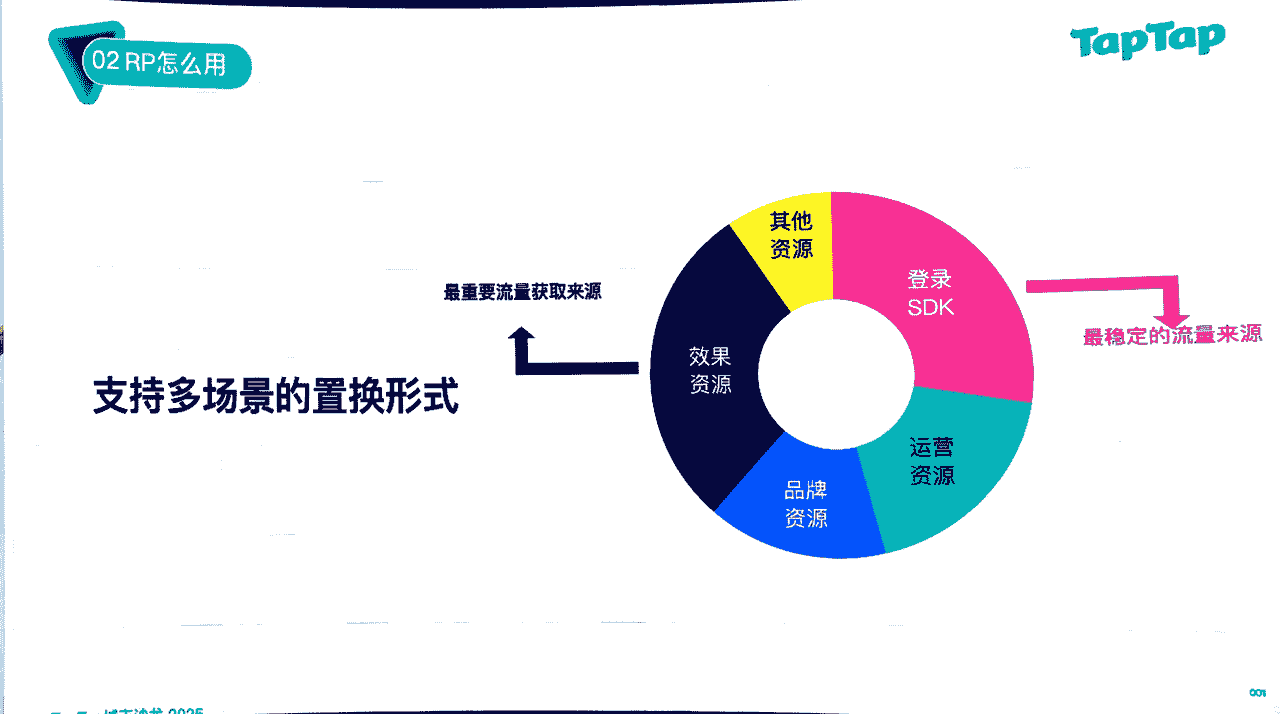 02 RP怎么用
TapTap
其他
资源
登录
SDK
最重要流量获取来源
最稳定的流量来源
效果
资源
支持多场景的置换形式
运营
资源
品牌
资源
2025